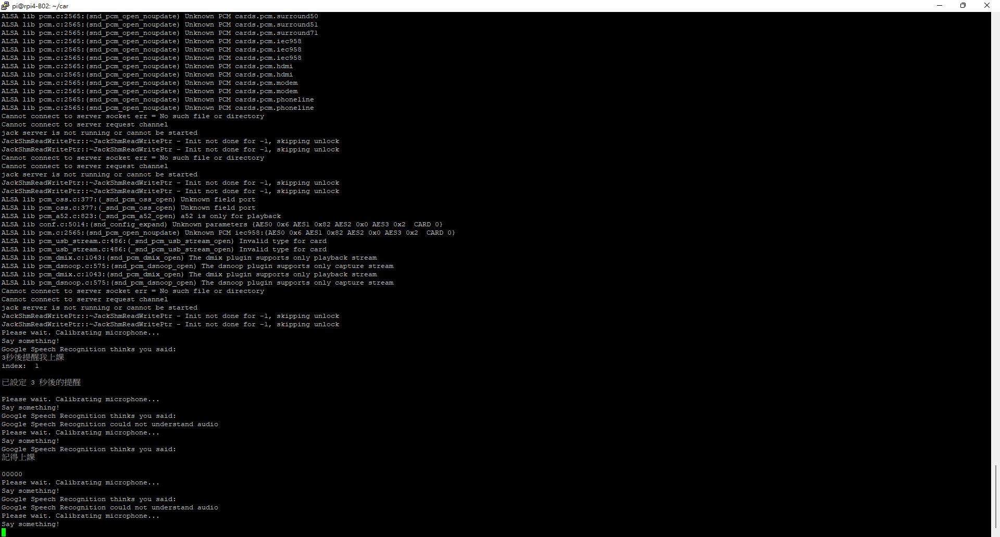 pi@rpi4-B02: ~/car
ALSA lib pcm.c:2565:(snd_pcm_open_noupdate) Unknown PCM cards.pcm.surround50
ALSA lib pcm.c:2565:(snd_pcm_open_noupdate) Unknown PCM cards.pcm.surround51
ALSA lib pcm.c:2565:(snd_pcm_open_noupdate) Unknown PCM cards.pcm.surround71
ALSA lib pcm.c:2565:(snd_pcm_open_noupdate) Unknown PCM cards.pcm.iec958
ALSA lib pcm.c:2565:(snd_pcm_open_noupdate) Unknown PCM cards.pcm.iec958
ALSA lib pcm.c:2565:(snd_pcm_open_noupdate) Unknown PCM cards.pcm.iec958
ALSA lib pcm.c:2565:(snd_pcm_open_noupdate) Unknown PCM cards.pcm.hdmi
ALSA lib pcm.c:2565:(snd_pcm_open_noupdate) Unknown PCM cards.pcm.hdmi
ALSA lib pcm.c:2565:(snd_pcm_open_noupdate) Unknown PCM cards.pcm.modem
ALSA lib pcm.c:2565:(snd_pcm_open_noupdate) Unknown PCM cards.pcm.modem
ALSA lib pcm.c:2565:(snd_pcm_open_noupdate) Unknown PCM cards.pcm.phoneline
ALSA lib pcm.c:2565:(snd_pcm_open_noupdate) Unknown PCM cards.pcm.phoneline
Cannot connect to server socket err = No such file or directory
Cannot connect to server request channel
jack server is not running or cannot be started
JackShmReadWritePtr::~JackShmReadWritePtr - Init not done for -1, skipping unlock
JackShmReadWritePtr::~JackShmReadWritePtr - Init not done for -1, skipping unlock
Cannot connect to server socket err = No such file or directory
Cannot connect to server request channel
jack server is not running or cannot be started
JackShmReadWritePtr::~JackShmReadWritePtr - Init not done for -1, skipping unlock
JackShmReadWritePtr::~JackShmReadWritePtr - Init not done for -1, skipping unlock
ALSA lib pcm_oss.c:377:(_snd_pcm_oss_open) Unknown field port
ALSA lib pcm_oss.c:377:(_snd_pcm_oss_open) Unknown field port
ALSA lib pcm_a52.c:823:(_snd_pcm_a52_open) a52 is only for playback
ALSA lib conf.c:5014:(snd_config_expand) Unknown parameters {AES0 0x6 AES1 0x82 AES2 0x0 AES3 0x2  CARD 0}
ALSA lib pcm.c:2565:(snd_pcm_open_noupdate) Unknown PCM iec958:{AES0 0x6 AES1 0x82 AES2 0x0 AES3 0x2  CARD 0}
ALSA lib pcm_usb_stream.c:486:(_snd_pcm_usb_stream_open) Invalid type for card
ALSA lib pcm_usb_stream.c:486:(_snd_pcm_usb_stream_open) Invalid type for card
ALSA lib pcm_dmix.c:1043:(snd_pcm_dmix_open) The dmix plugin supports only playback stream
ALSA lib pcm_dsnoop.c:575:(snd_pcm_dsnoop_open) The dsnoop plugin supports only capture stream
ALSA lib pcm_dmix.c:1043:(snd_pcm_dmix_open) The dmix plugin supports only playback stream
ALSA lib pcm_dsnoop.c:575:(snd_pcm_dsnoop_open) The dsnoop plugin supports only capture stream
Cannot connect to server socket err = No such file or directory
Cannot connect to server request channel
jack server is not running or cannot be started
JackShmReadWritePtr::~JackShmReadWritePtr - Init not done for -1, skipping unlock
JackShmReadWritePtr::~JackShmReadWritePtr - Init not done for -1, skipping unlock
Please wait. Calibrating microphone...
Say something!
Google Speech Recognition thinks you said:
3秒後提醒我上課
index:  1
已設定 3 秒後的提醒
Please wait. Calibrating microphone...
Say something!
Google Speech Recognition thinks you said:
Google Speech Recognition could not understand audio
Please wait. Calibrating microphone...
Say something!
Google Speech Recognition thinks you said:
記得上課
00000
Please wait. Calibrating microphone...
Say something!
Google Speech Recognition thinks you said:
Google Speech Recognition could not understand audio
Please wait. Calibrating microphone...
Say something!